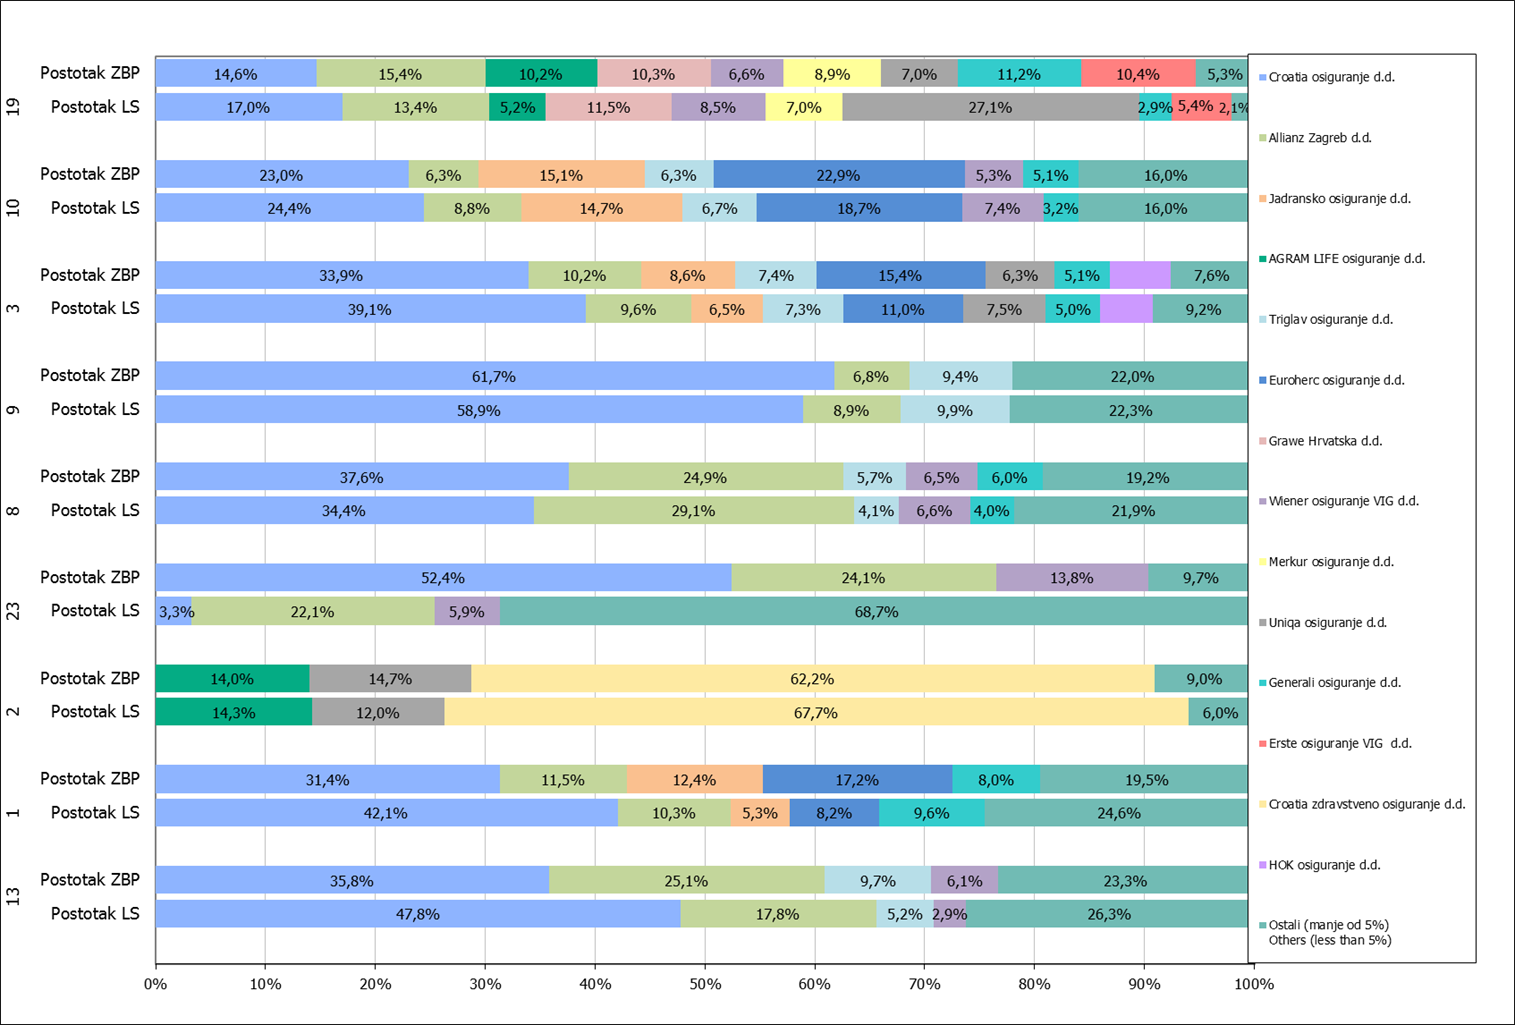 19
Postotak ZBP 14,6% 15,4% 10,2% 10,3% 6,6% 8,9% 7,0% 11,2% 10,4% 5,3%
Postotak LS 17,0% 13,4% 5,2% 11,5% 8,5% 7,0% 27,1% 2,9% 5,4% 2,1%
10
Postotak ZBP 23,0% 6,3% 15,1% 6,3% 22,9% 5,3% 5,1% 16,0%
Postotak LS 24,4% 8,8% 14,7% 6,7% 18,7% 7,4% 3,2% 16,0%
3
Postotak ZBP 33,9% 10,2% 8,6% 7,4% 15,4% 6,3% 5,1% 7,6%
Postotak LS 39,1% 9,6% 6,5% 7,3% 11,0% 7,5% 5,0% 9,2%
9
Postotak ZBP 61,7% 6,8% 9,4% 22,0%
Postotak LS 58,9% 8,9% 9,9% 22,3%
8
Postotak ZBP 37,6% 24,9% 5,7% 6,5% 6,0% 19,2%
Postotak LS 34,4% 29,1% 4,1% 6,6% 4,0% 21,9%
23
Postotak ZBP 52,4% 24,1% 13,8% 9,7%
Postotak LS 3,3% 22,1% 5,9% 68,7%
2
Postotak ZBP 14,0% 14,7% 62,2% 9,0%
Postotak LS 14,3% 12,0% 67,7% 6,0%
1
Postotak ZBP 31,4% 11,5% 12,4% 17,2% 8,0% 19,5%
Postotak LS 42,1% 10,3% 5,3% 8,2% 9,6% 24,6%
13
Postotak ZBP 35,8% 25,1% 9,7% 6,1% 23,3%
Postotak LS 47,8% 17,8% 5,2% 2,9% 26,3%
0% 10% 20% 30% 40% 50% 60% 70% 80% 90% 100%
Croatia osiguranje d.d.
Allianz Zagreb d.d.
Jadransko osiguranje d.d.
AGRAM LIFE osiguranje d.d.
Triglav osiguranje d.d.
Euroherc osiguranje d.d.
Grawe Hrvatska d.d.
Wiener osiguranje VIG d.d.
Merkur osiguranje d.d.
Uniqa osiguranje d.d.
Generali osiguranje d.d.
Erste osiguranje VIG d.d.
Croatia zdravstveno osiguranje d.d.
HOK osiguranje d.d.
Ostali (manje od 5%)
Others (less than 5%)